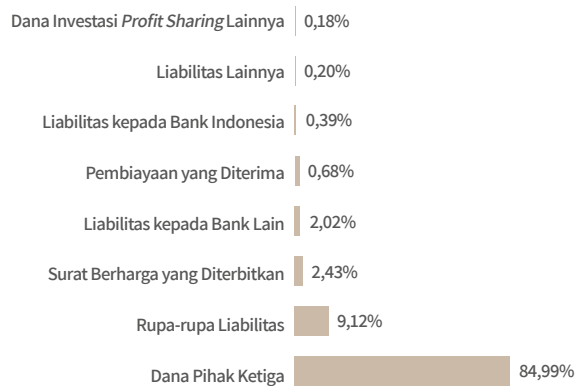 Dana Investasi Profit Sharing Lainnya 0,18%
Liabilitas Lainnya 0,20%
Liabilitas kepada Bank Indonesia 0,39%
Pembiayaan yang Diterima 0,68%
Liabilitas kepada Bank Lain 2,02%
Surat Berharga yang Diterbitkan 2,43%
Rupa-rupa Liabilitas 9,12%
Dana Pihak Ketiga 84,99%